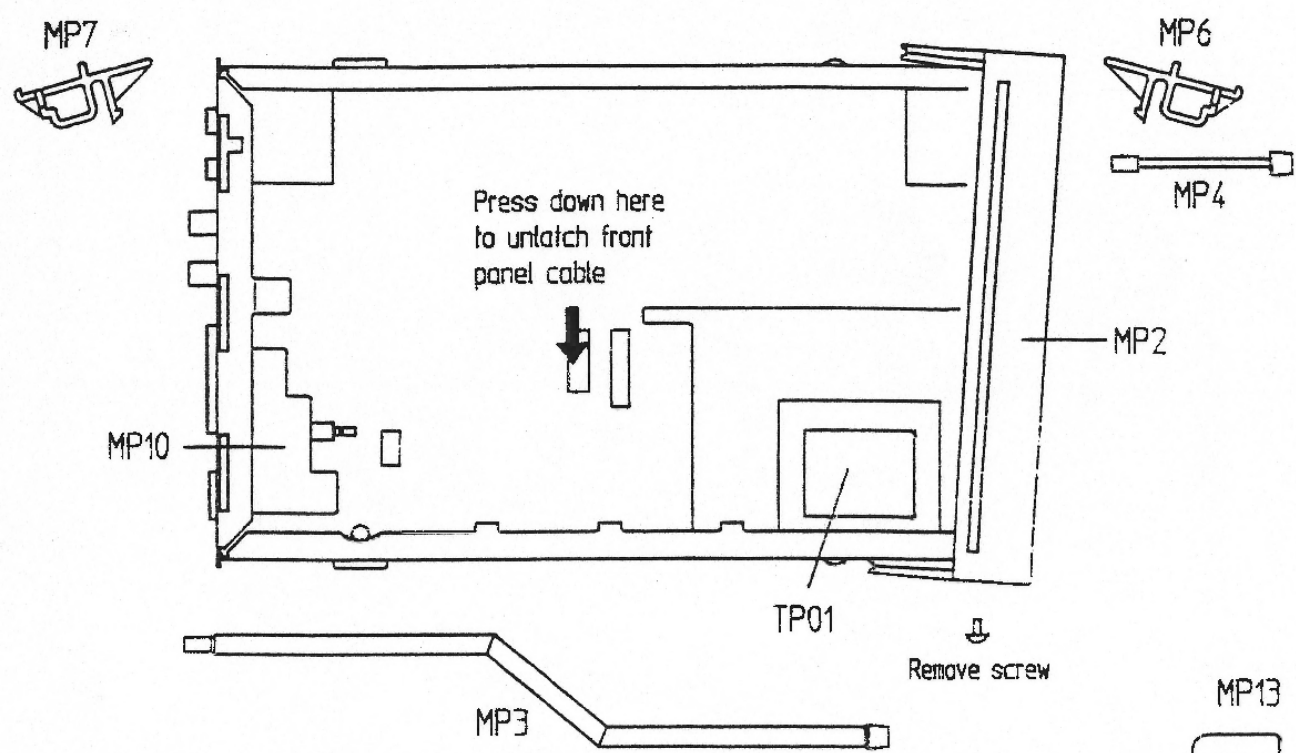 MP7
MP6
MP4
Press down here
to unlatch front
panel cable
MP2
MP10
TP01
Remove screw
MP3
MP13